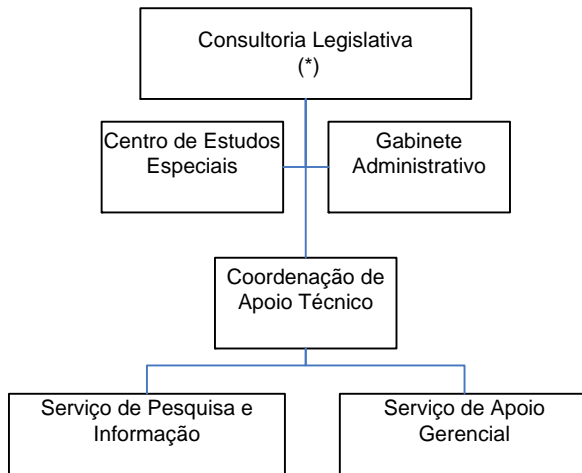 Consultoria Legislativa
(*)
Centro de Estudos
Especiais
Gabinete
Administrativo
Coordenação de
Apoio Técnico
Serviço de Pesquisa e
Informação
Serviço de Apoio
Gerencial